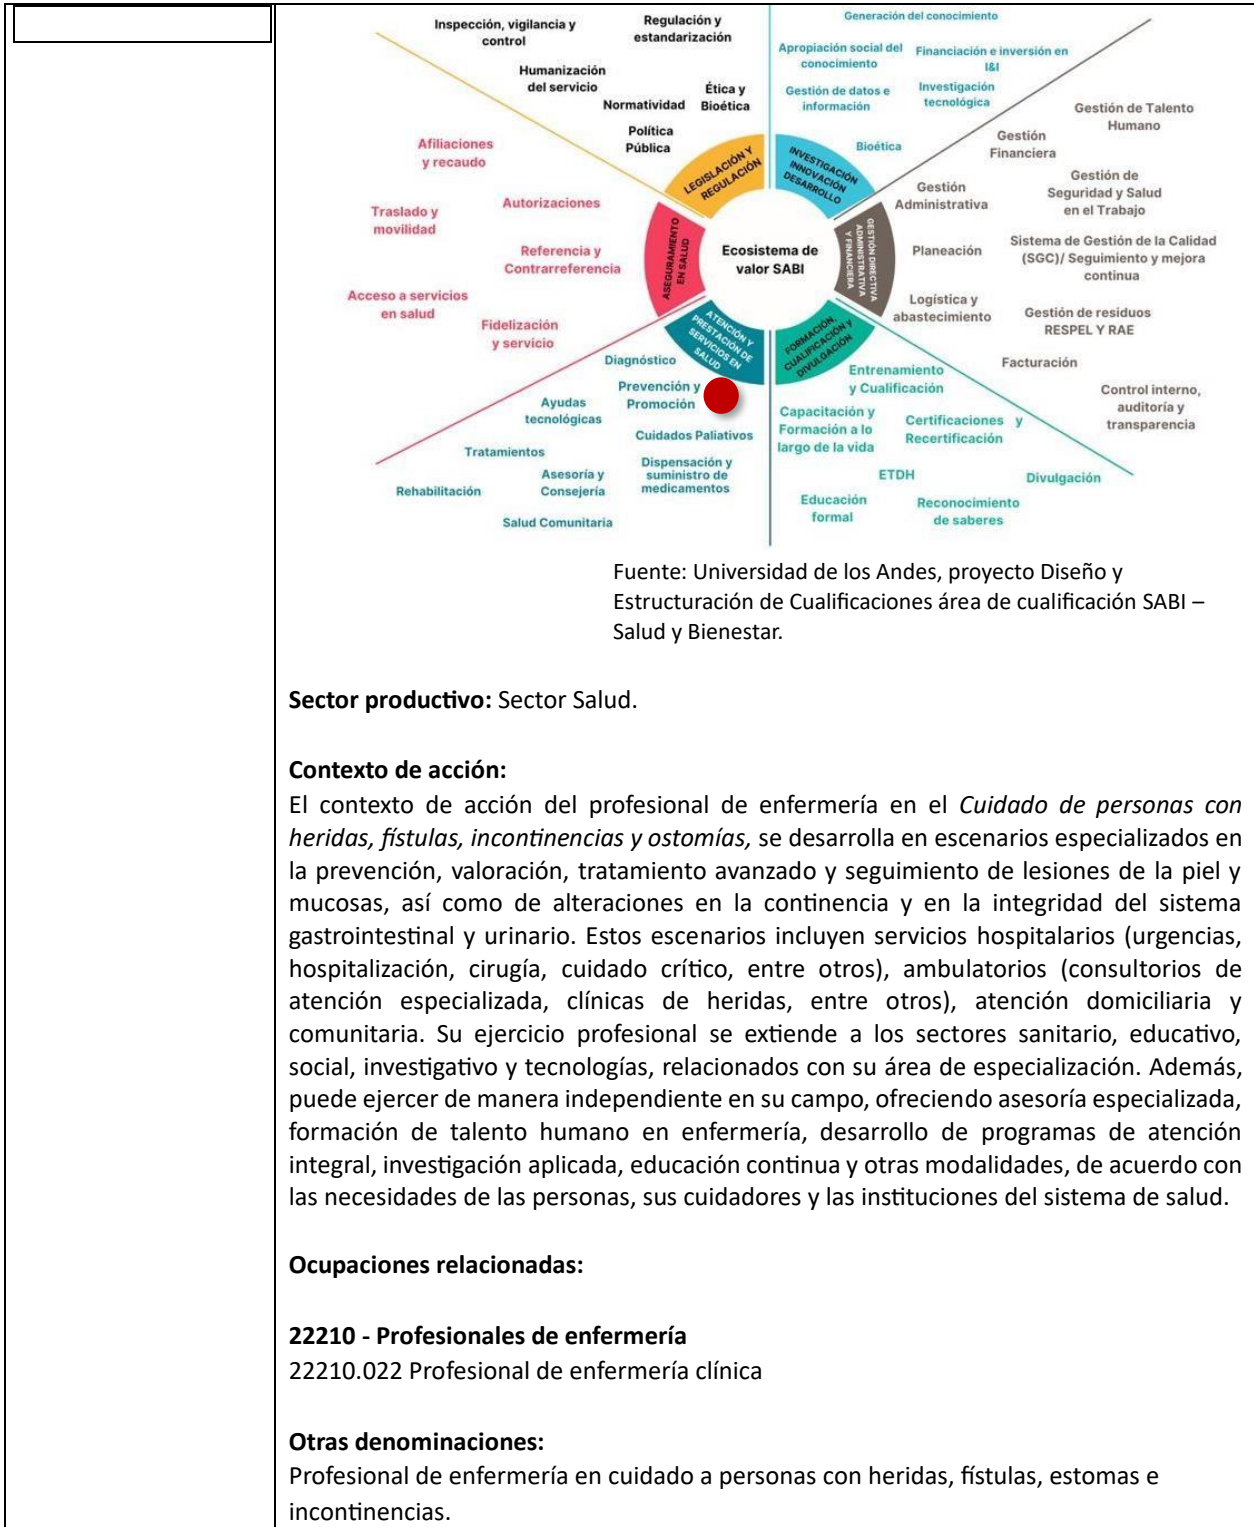 Inspección, vigilancia y
control
Regulación y
estandarización
Humanización
del servicio
Normatividad
Ética y
Bioética
Política
Pública
Generación del conocimiento
Apropiación social del
conocimiento
Financiación e inversión en
I&I
Gestión de datos e
información
Investigación
tecnológica
Bioética
Gestión de Talento
Humano
Gestión
Financiera
Gestión de
Seguridad y Salud
en el Trabajo
Gestión
Administrativa
Planeación
Sistema de Gestión de la Calidad
(SGC)/ Seguimiento y mejora
continua
Logística y
abastecimiento
Gestión de residuos
RESPEL Y RAE
Facturación
Control interno,
auditoría y
transparencia
Afiliaciones
y recaudo
Autorizaciones
Traslado y
movilidad
Referencia y
Contrarreferencia
Acceso a servicios
en salud
Fidelización
y servicio
LEGISLACIÓN Y
REGULACIÓN
INVESTIGACIÓN
INNOVACIÓN
DESARROLLO
GESTIÓN DIRECTIVA
ADMINISTRATIVA
Y FINANCIERA
FORMACIÓN,
CUALIFICACIÓN y
DIVULGACIÓN
ATENCIÓN Y
PRESTACIÓN DE
SERVICIOS EN
SALUD
ASEGURAMIENTO
EN SALUD
Ecosistema de
valor SABI
Diagnóstico
Prevención y
Promoción
Ayudas
tecnológicas
Cuidados Paliativos
Tratamientos
Dispensación y
suministro de
medicamentos
Asesoría y
Consejería
Rehabilitación
Salud Comunitaria
Entrenamiento
y Cualificación
Capacitación y
Formación a lo
largo de la vida
Certificaciones y
Recertificación
ETDH
Divulgación
Educación
formal
Reconocimiento
de saberes
Fuente: Universidad de los Andes, proyecto Diseño y
Estructuración de Cualificaciones área de cualificación SABI –
Salud y Bienestar.
Sector productivo: Sector Salud.
Contexto de acción:
El contexto de acción del profesional de enfermería en el Cuidado de personas con
heridas, fístulas, incontinencias y ostomías, se desarrolla en escenarios especializados en
la prevención, valoración, tratamiento avanzado y seguimiento de lesiones de la piel y
mucosas, así como de alteraciones en la continencia y en la integridad del sistema
gastrointestinal y urinario. Estos escenarios incluyen servicios hospitalarios (urgencias,
hospitalización, cirugía, cuidado crítico, entre otros), ambulatorios (consultorios de
atención especializada, clínicas de heridas, entre otros), atención domiciliaria y
comunitaria. Su ejercicio profesional se extiende a los sectores sanitario, educativo,
social, investigativo y tecnologías, relacionados con su área de especialización. Además,
puede ejercer de manera independiente en su campo, ofreciendo asesoría especializada,
formación de talento humano en enfermería, desarrollo de programas de atención
integral, investigación aplicada, educación continua y otras modalidades, de acuerdo con
las necesidades de las personas, sus cuidadores y las instituciones del sistema de salud.
Ocupaciones relacionadas:
22210 - Profesionales de enfermería
22210.022 Profesional de enfermería clínica
Otras denominaciones:
Profesional de enfermería en cuidado a personas con heridas, fístulas, estomas e
incontinencias.